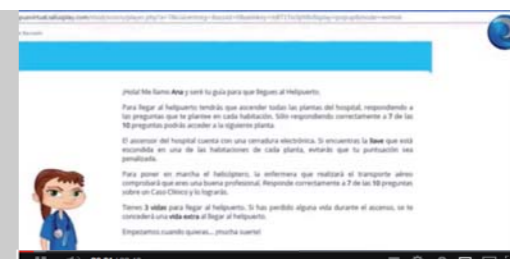 ¡Hola! Me llamo Ana y seré tu guía para que llegues al Helipuerto.
Para llegar al helipuerto tendrás que ascender todas las plantas del hospital, respondiendo a
las preguntas que te plantee en cada habitación. Sólo respondiendo correctamente a 7 de las
10 preguntas podrás acceder a la siguiente planta.
El ascensor del hospital cuenta con una cerradura electrónica. Si encuentras la llave que está
escondida en una de las habitaciones de cada planta, evitarás que tu puntuación sea
penalizada.
Para poner en marcha el helicóptero, la enfermera que realizará el transporte aéreo
comprobará que eres una buena profesional. Responde correctamente a 7 de las 10 preguntas
sobre un Caso Clínico y lo lograrás.
Tienes 3 vidas para llegar al helipuerto. Si has perdido alguna vida durante el ascenso, se te
concederá una vida extra al llegar al helipuerto.
Empezamos cuando quieras... ¡mucha suerte!